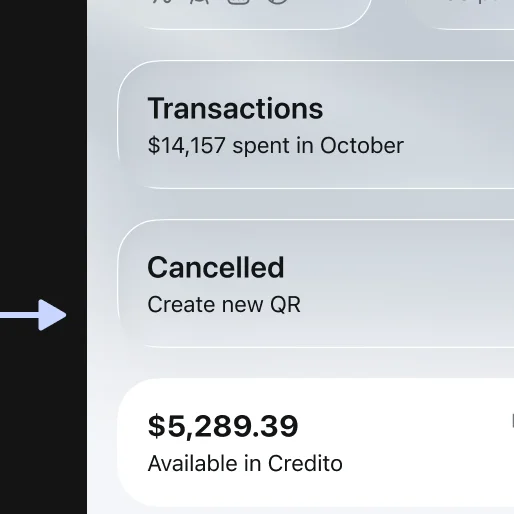 Transactions
$14,157 spent in October
Cancelled
Create new QR
$5,289.39
Available in Credito